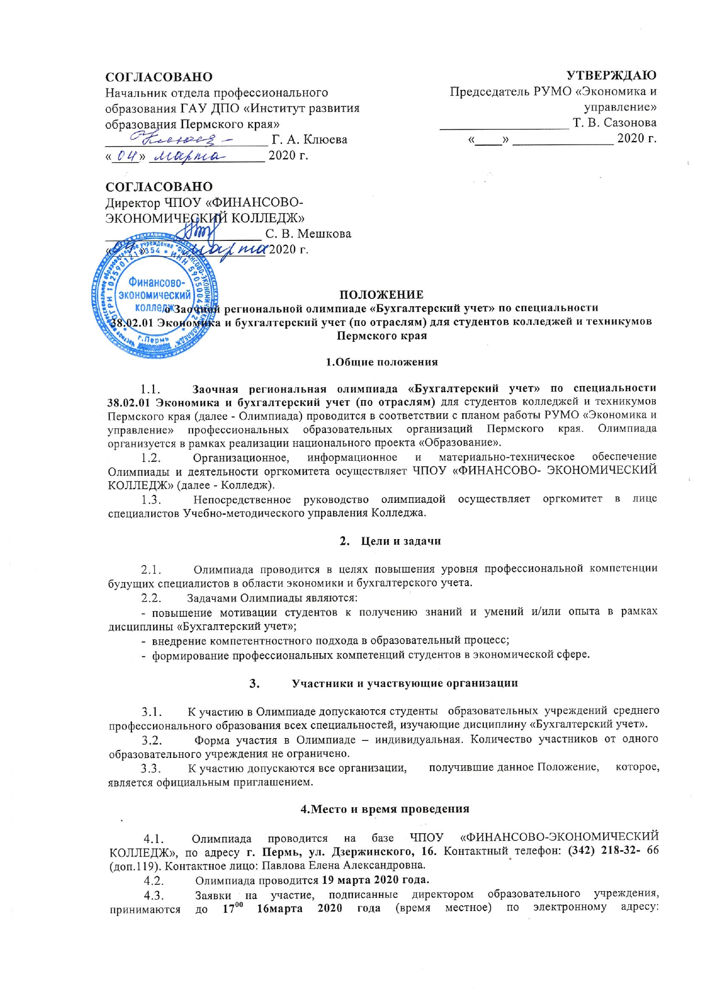 СОГЛАСОВАНО
Начальник отдела профессионального
образования ГАУ ДПО «Институт развития
образования Пермского края»
Г. А. Клюева
« 04 » марта 2020 г.
УТВЕРЖДАЮ
Председатель РУМО «Экономика и
управление»
____________________ Т. В. Сазонова
«____» _______________ 2020 г.
СОГЛАСОВАНО
Директор ЧПОУ «ФИНАНСОВО-
ЭКОНОМИЧЕСКИЙ КОЛЛЕДЖ»
С. В. Мешкова
« 04 » марта 2020 г.
Финансово-
экономический
колледж
г.Пермь
ПОЛОЖЕНИЕ
о Заочной региональной олимпиаде «Бухгалтерский учет» по специальности
38.02.01 Экономика и бухгалтерский учет (по отраслям) для студентов колледжей и техникумов
Пермского края
1.Общие положения
1.1. Заочная региональная олимпиада «Бухгалтерский учет» по специальности
38.02.01 Экономика и бухгалтерский учет (по отраслям) для студентов колледжей и техникумов
Пермского края (далее - Олимпиада) проводится в соответствии с планом работы РУМО «Экономика и
управление» профессиональных образовательных организаций Пермского края. Олимпиада
организуется в рамках реализации национального проекта «Образование».
1.2. Организационное, информационное и материально-техническое обеспечение
Олимпиады и деятельности оргкомитета осуществляет ЧПОУ «ФИНАНСОВО- ЭКОНОМИЧЕСКИЙ
КОЛЛЕДЖ» (далее - Колледж).
1.3. Непосредственное руководство олимпиадой осуществляет оргкомитет в лице
специалистов Учебно-методического управления Колледжа.
2. Цели и задачи
2.1. Олимпиада проводится в целях повышения уровня профессиональной компетенции
будущих специалистов в области экономики и бухгалтерского учета.
2.2. Задачами Олимпиады являются:
- повышение мотивации студентов к получению знаний и умений и/или опыта в рамках
дисциплины «Бухгалтерский учет»;
- внедрение компетентностного подхода в образовательный процесс;
- формирование профессиональных компетенций студентов в экономической сфере.
3. Участники и участвующие организации
3.1. К участию в Олимпиаде допускаются студенты образовательных учреждений среднего
профессионального образования всех специальностей, изучающие дисциплину «Бухгалтерский учет».
3.2. Форма участия в Олимпиаде – индивидуальная. Количество участников от одного
образовательного учреждения не ограничено.
3.3. К участию допускаются все организации, получившие данное Положение, которое,
является официальным приглашением.
4.Место и время проведения
4.1. Олимпиада проводится на базе ЧПОУ «ФИНАНСОВО-ЭКОНОМИЧЕСКИЙ
КОЛЛЕДЖ», по адресу г. Пермь, ул. Дзержинского, 16. Контактный телефон: (342) 218-32- 66
(доп.119). Контактное лицо: Павлова Елена Александровна.
4.2. Олимпиада проводится 19 марта 2020 года.
4.3. Заявки на участие, подписанные директором образовательного учреждения,
принимаются до 17⁰⁰ 16марта 2020 года (время местное) по электронному адресу: